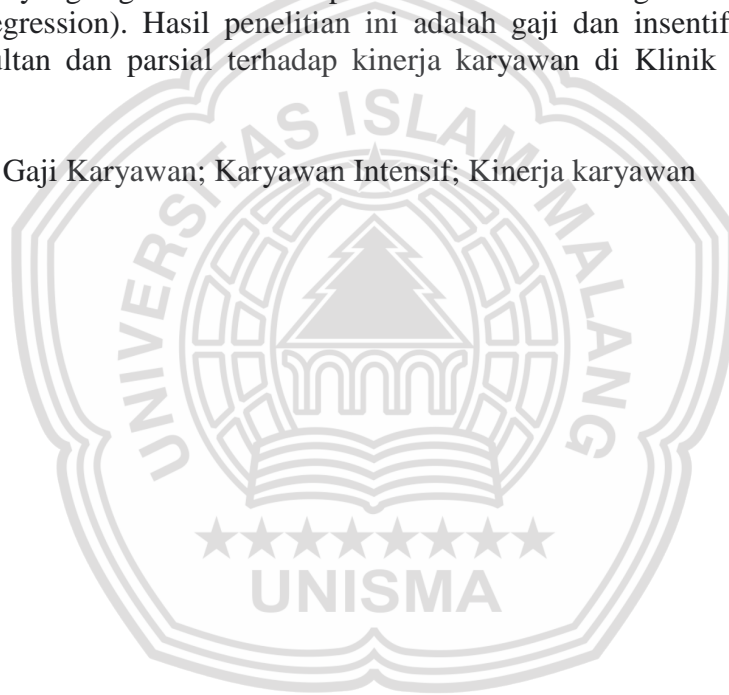 egression). Hasil penelitian ini adalah gaji dan insentif
ultan dan parsial terhadap kinerja karyawan di Klinik
Gaji Karyawan; Karyawan Intensif; Kinerja karyawan
UNIVERSITAS ISLAM MALANG
UNISMA